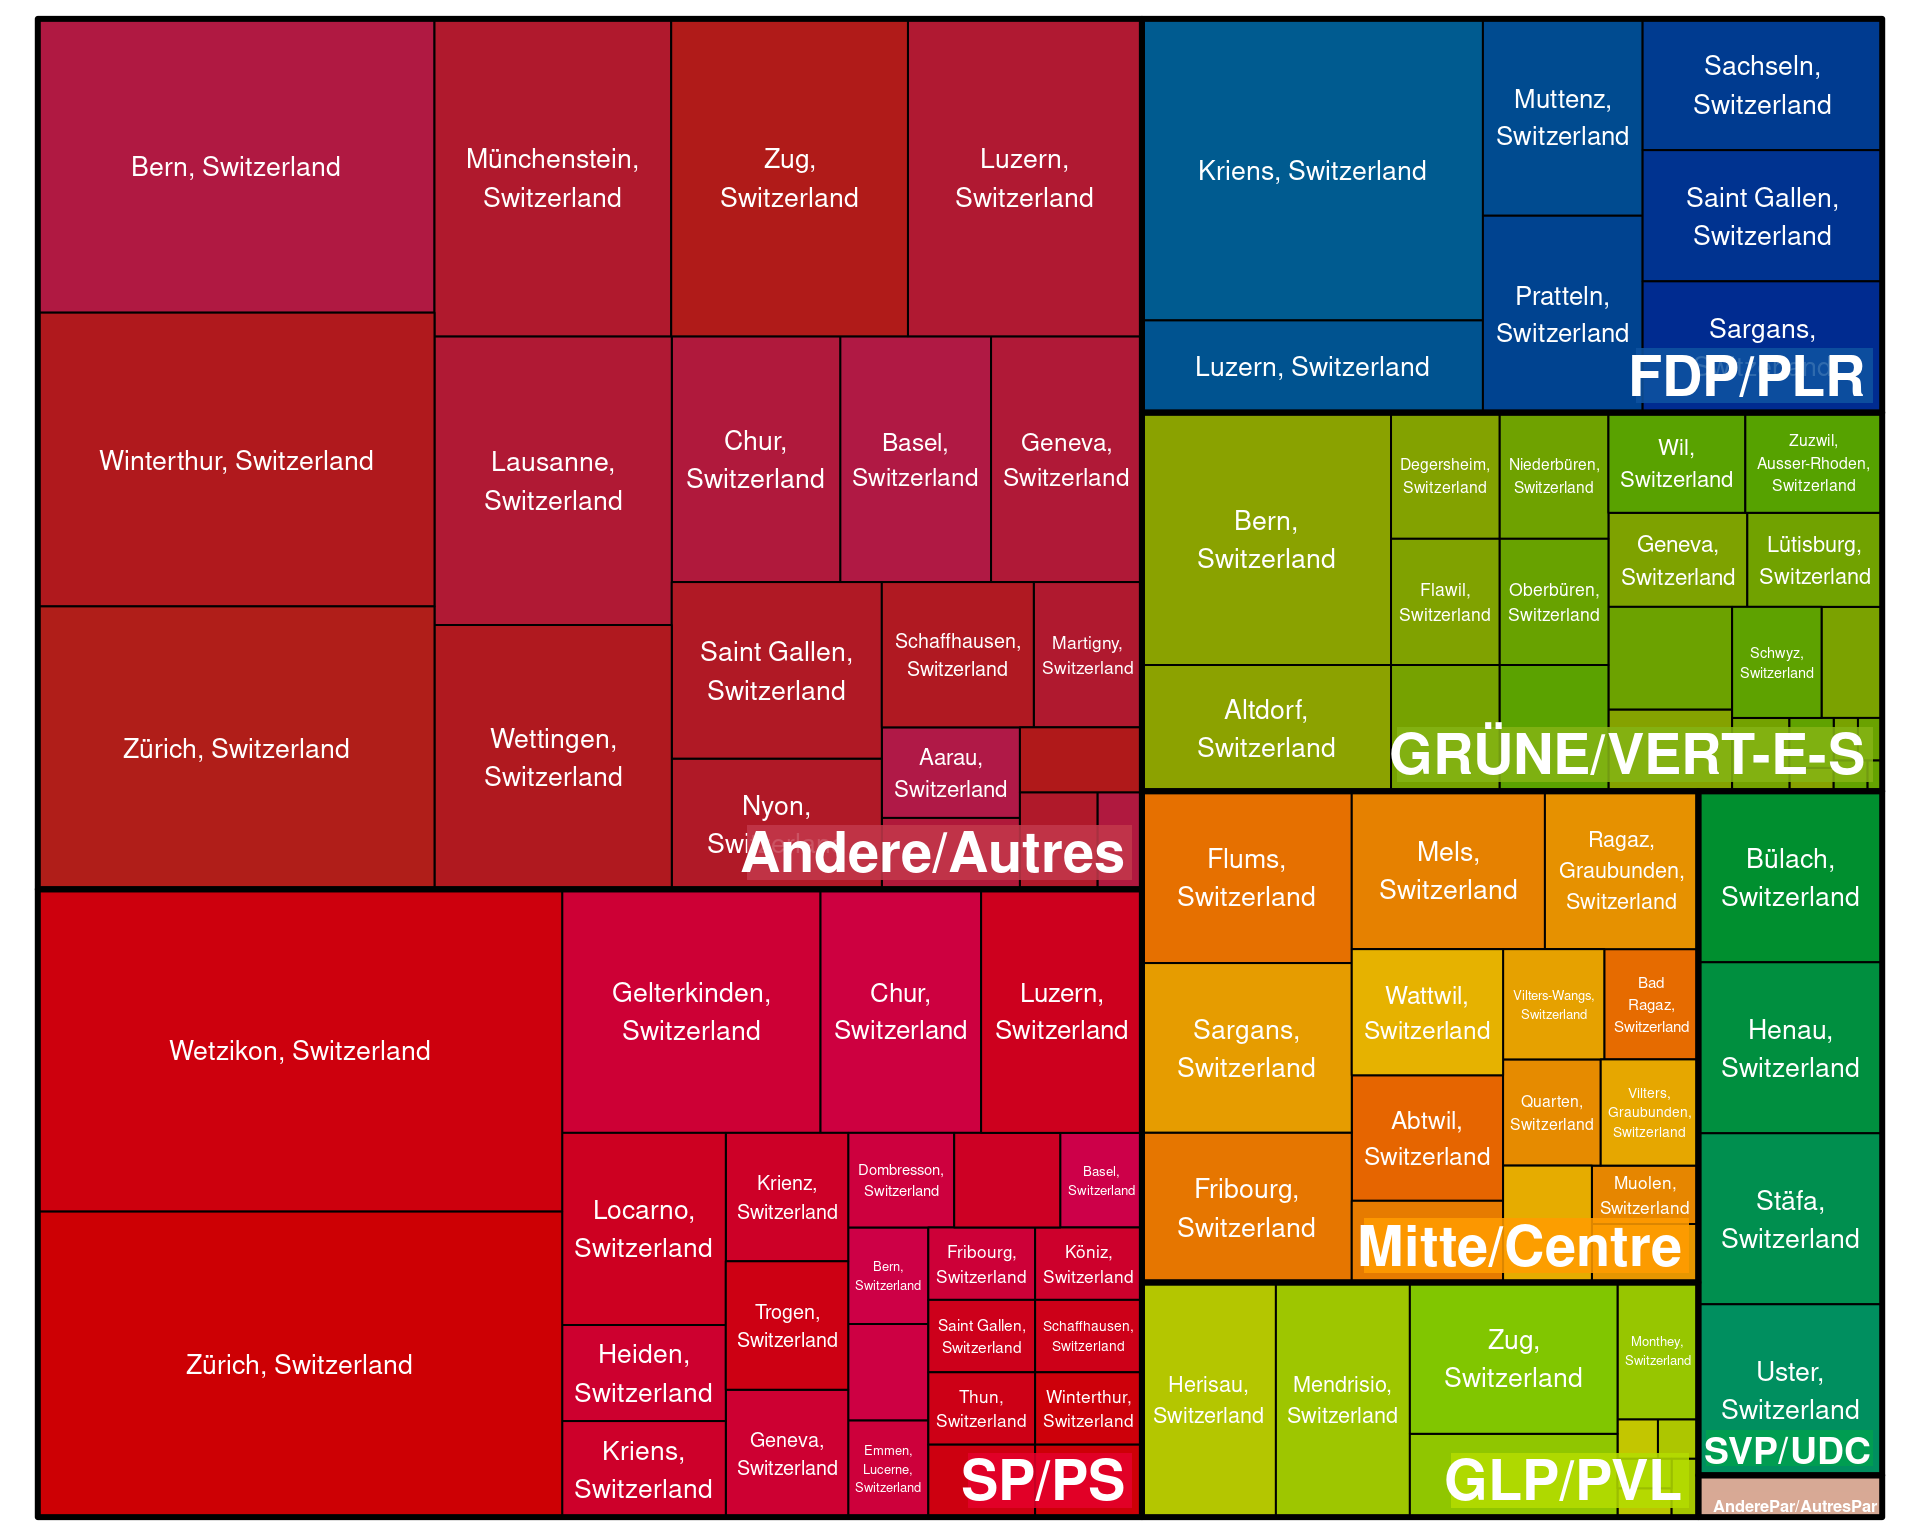 Bern, Switzerland
Münchenstein,
Switzerland
Zug,
Switzerland
Luzern,
Switzerland
Winterthur, Switzerland
Zürich, Switzerland
Lausanne,
Switzerland
Wettingen,
Switzerland
Chur,
Switzerland
Basel,
Switzerland
Geneva,
Switzerland
Saint Gallen,
Switzerland
Schaffhausen,
Switzerland
Martigny,
Switzerland
Nyon,
Switzerland
Aarau,
Switzerland
Andere/Autres
Kriens, Switzerland
Luzern, Switzerland
Muttenz,
Switzerland
Pratteln,
Switzerland
Sachseln,
Switzerland
Saint Gallen,
Switzerland
Sargans,
Switzerland
FDP/PLR
Bern,
Switzerland
Altdorf,
Switzerland
Degersheim,
Switzerland
Niederbüren,
Switzerland
Flawil,
Switzerland
Oberbüren,
Switzerland
Wil,
Switzerland
Zuzwil,
Ausser-Rhoden,
Switzerland
Geneva,
Switzerland
Lütisburg,
Switzerland
Schwyz,
Switzerland
GRÜNE/VERT-E-S
Wetzikon, Switzerland
Zürich, Switzerland
Gelterkinden,
Switzerland
Chur,
Switzerland
Luzern,
Switzerland
Locarno,
Switzerland
Heiden,
Switzerland
Kriens,
Switzerland
Krienz,
Switzerland
Trogen,
Switzerland
Geneva,
Switzerland
Dombresson,
Switzerland
Basel,
Switzerland
Bern,
Switzerland
Fribourg,
Switzerland
Köniz,
Switzerland
Saint Gallen,
Switzerland
Schaffhausen,
Switzerland
Thun,
Switzerland
Winterthur,
Switzerland
Emmen,
Lucerne,
Switzerland
SP/PS
Flums,
Switzerland
Sargans,
Switzerland
Fribourg,
Switzerland
Mels,
Switzerland
Ragaz,
Graubunden,
Switzerland
Wattwil,
Switzerland
Abtwil,
Switzerland
Vilters-Wangs,
Switzerland
Bad
Ragaz,
Switzerland
Quarten,
Switzerland
Vilters,
Graubunden,
Switzerland
Muolen,
Switzerland
Mitte/Centre
Herisau,
Switzerland
Mendrisio,
Switzerland
Zug,
Switzerland
Monthey,
Switzerland
GLP/PVL
Bülach,
Switzerland
Henau,
Switzerland
Stäfa,
Switzerland
Uster,
Switzerland
SVP/UDC
AnderePar/AutresPar